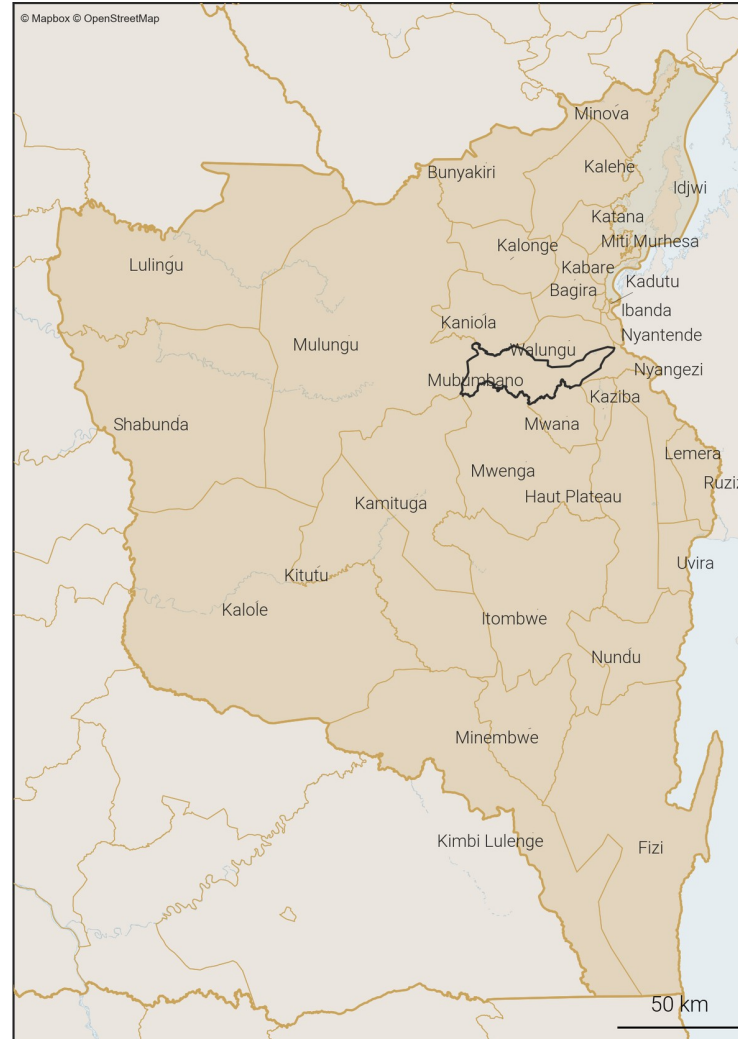 © Mapbox © OpenStreetMap
Minova
Bunyakiri
Kalehe
Idjwi
Katana
Kalonge
Miti Murhesa
Lulingu
Kabare
Kadutu
Bagira
Ibanda
Kaniola
Nyantende
Mulungu
Walungu
Nyangezi
Mubumbano
Kaziba
Shabunda
Mwana
Lemera
Mwenga
Ruziz
Kamituga
Haut Plateau
Uvira
Kitutu
Kalole
Itombwe
Nundu
Minembwe
Kimbi Lulenge
Fizi
50 km